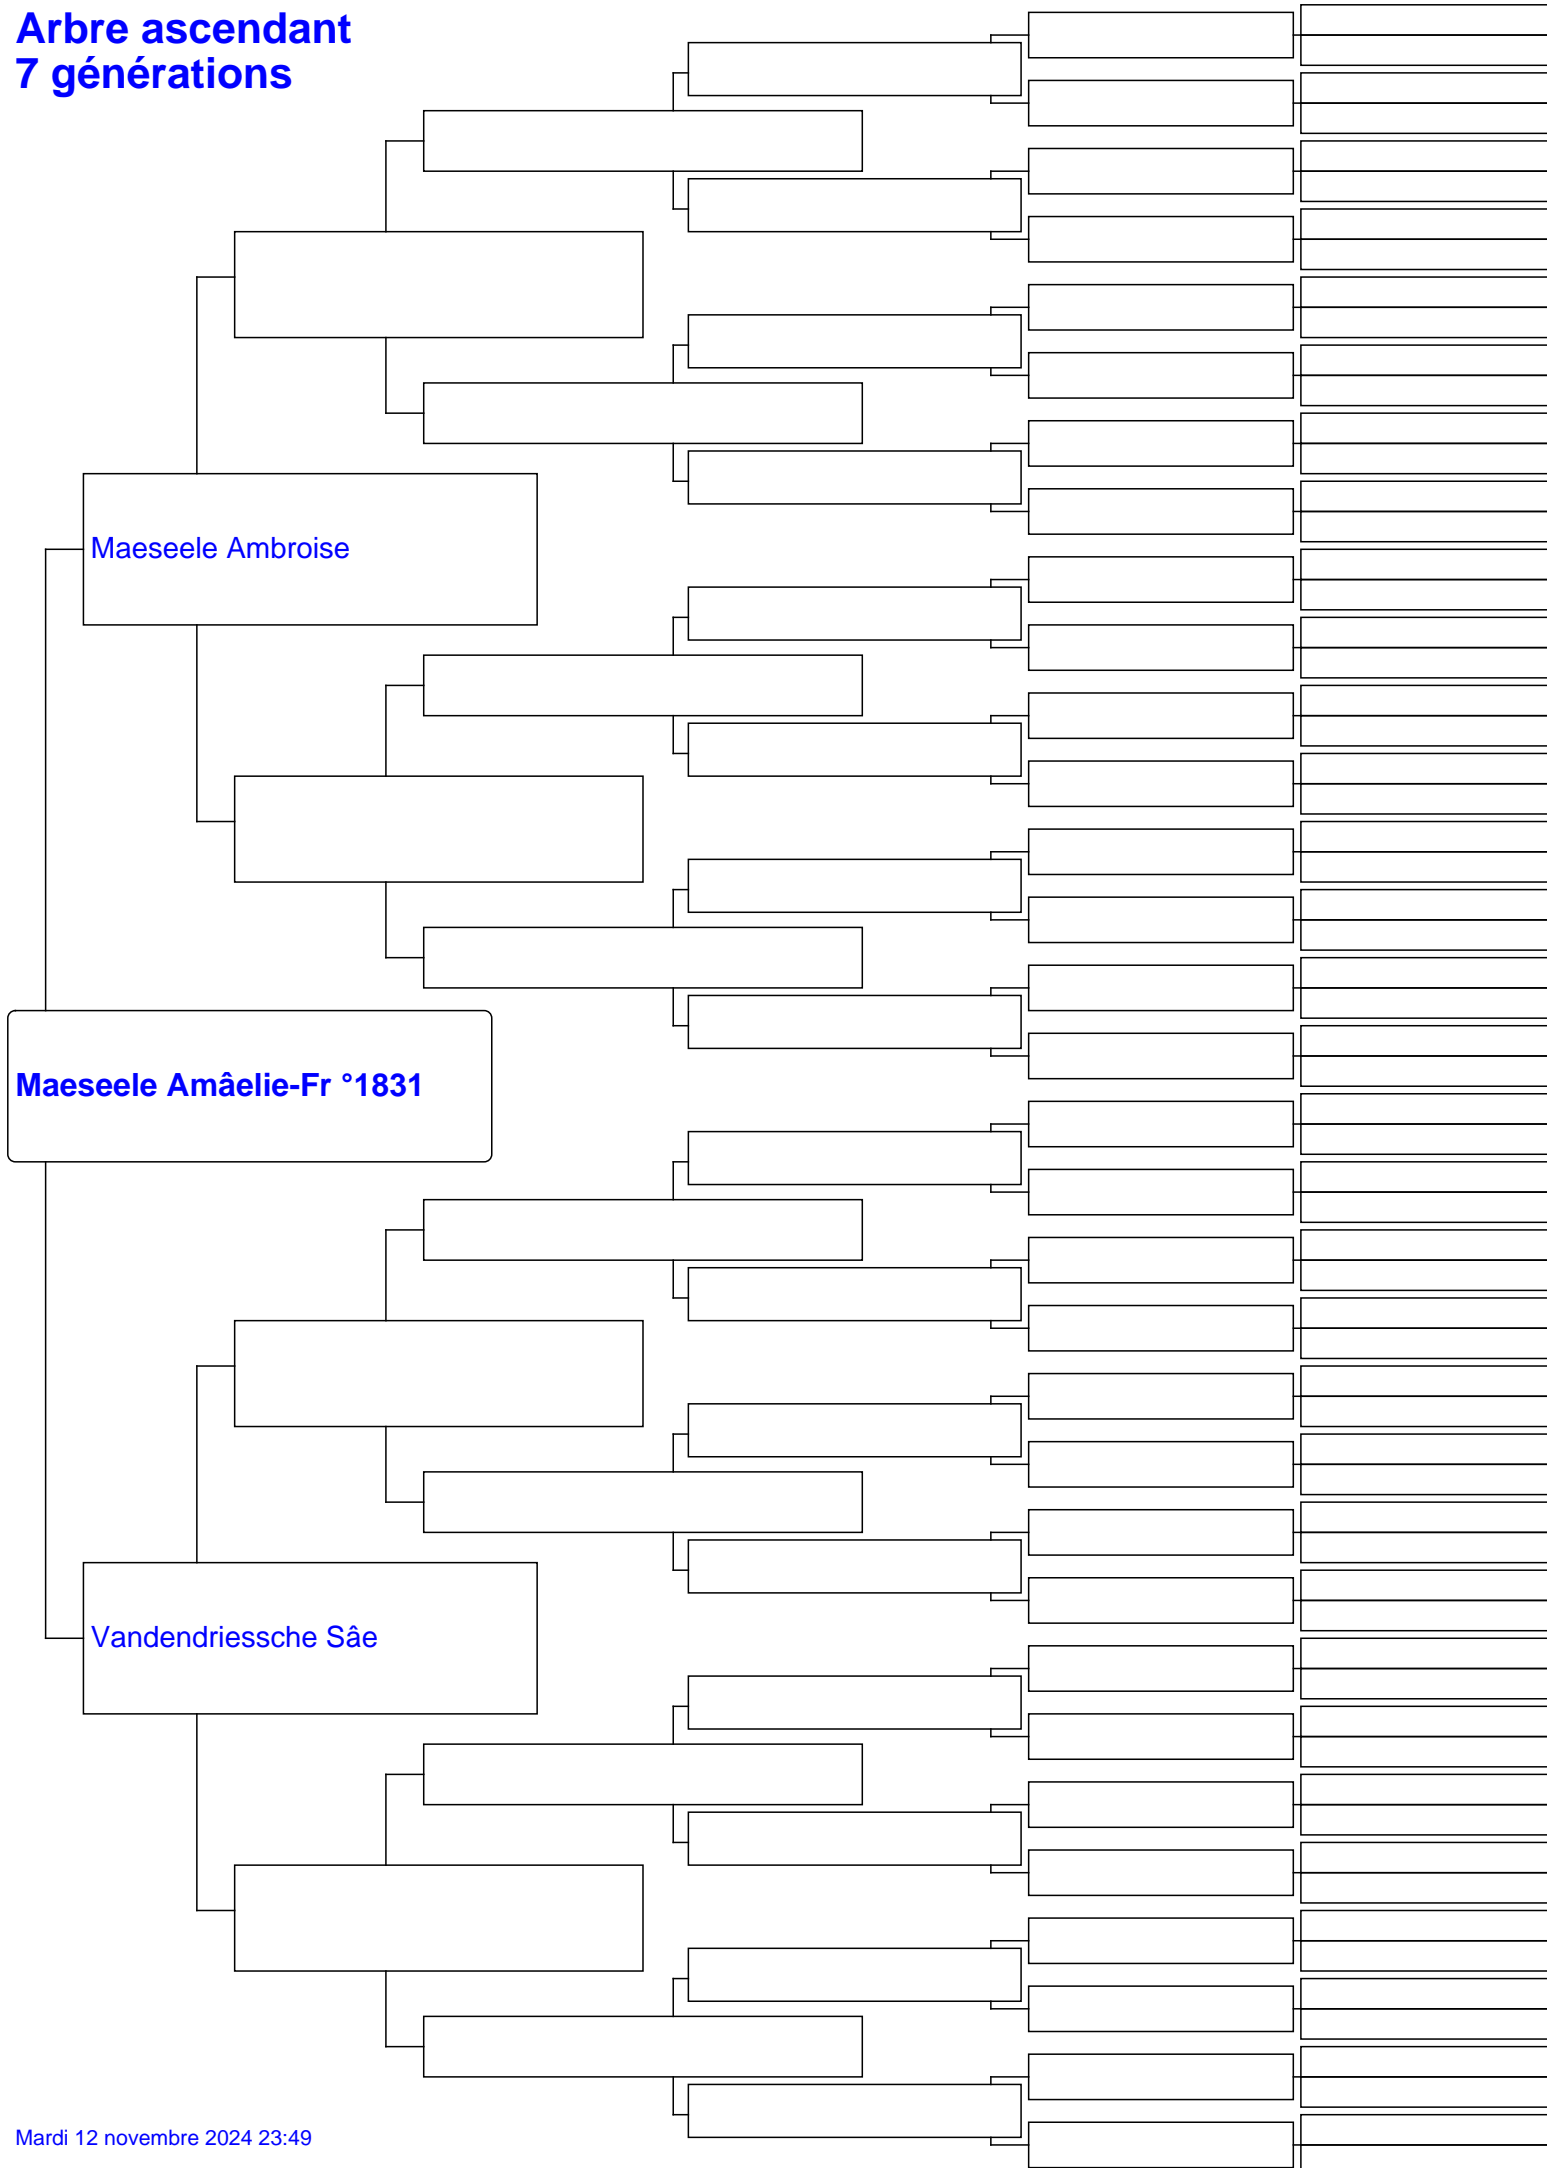 Arbre ascendant
7 générations
Maeseele Ambroise
Maeseele Amâelie-Fr °1831
Vandendriessche Sâe
Mardi 12 novembre 2024 23:49